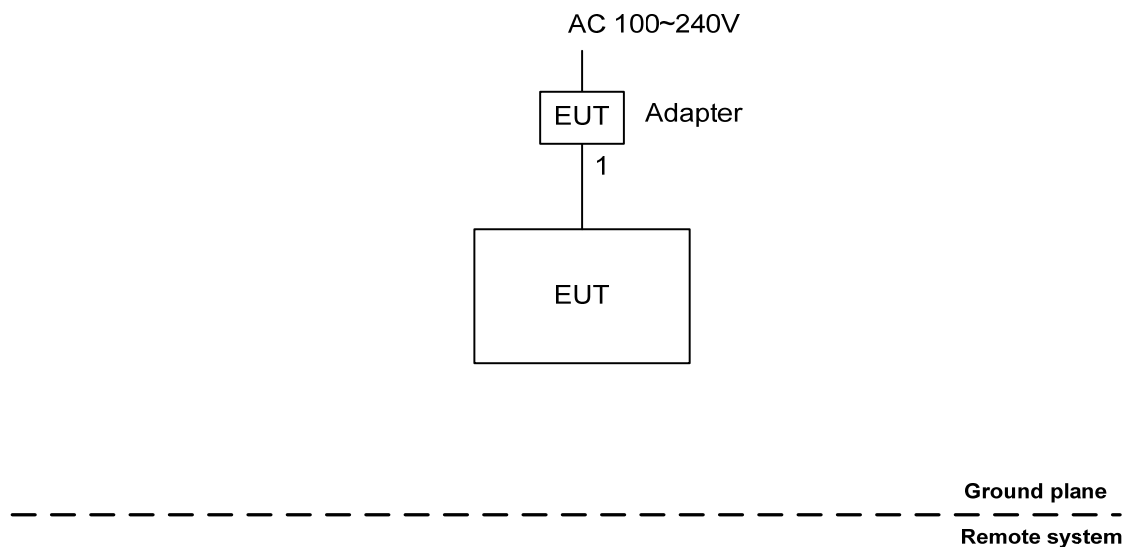 AC 100~240V
EUT
Adapter
1
EUT
Ground plane
Remote system